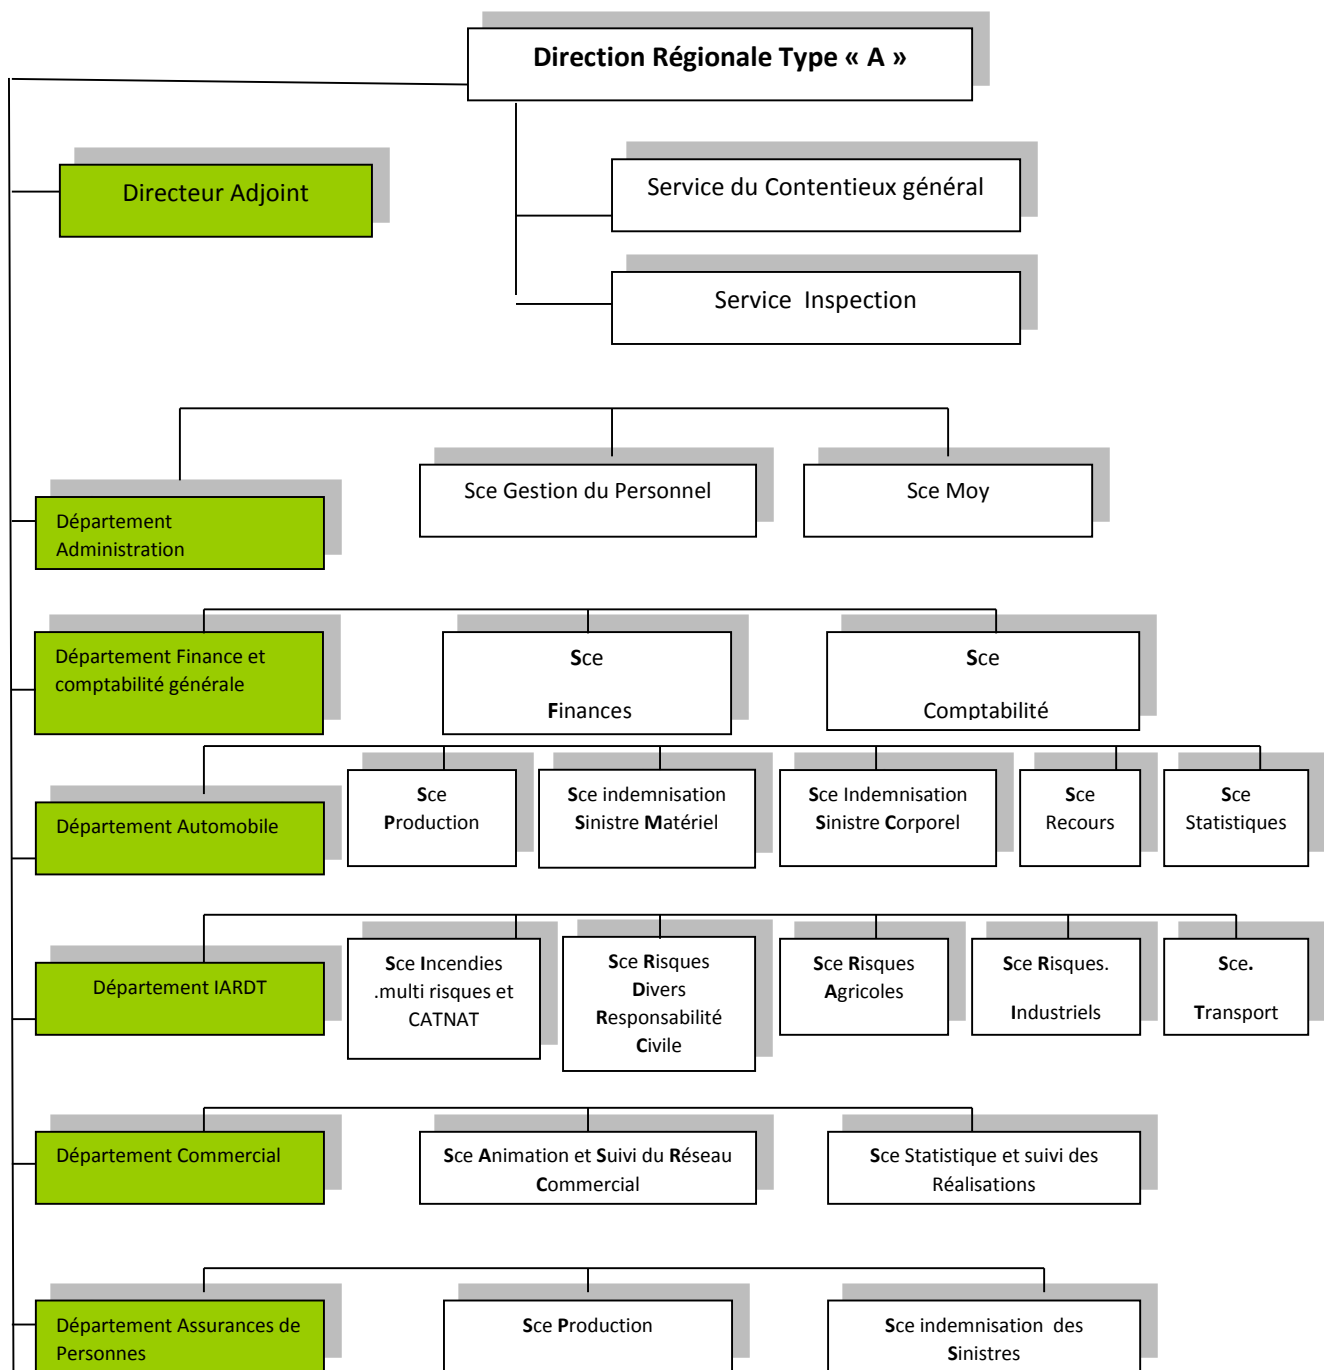 Direction Régionale Type « A »
Directeur Adjoint
Service du Contentieux général
Service Inspection
Département
Administration
Sce Gestion du Personnel
Sce Moy
Département Finance et
comptabilité générale
Sce
Finances
Sce
Comptabilité
Département Automobile
Sce
Production
Sce indemnisation
Sinistre Matériel
Sce Indemnisation
Sinistre Corporel
Sce
Recours
Sce
Statistiques
Département IARDT
Sce Incendies
.multi risques et
CATNAT
Sce Risques
Divers
Responsabilité
Civile
Sce Risques
Agricoles
Sce Risques.
Industriels
Sce.
Transport
Département Commercial
Sce Animation et Suivi du Réseau
Commercial
Sce Statistique et suivi des
Réalisations
Département Assurances de
Personnes
Sce Production
Sce indemnisation des
Sinistres